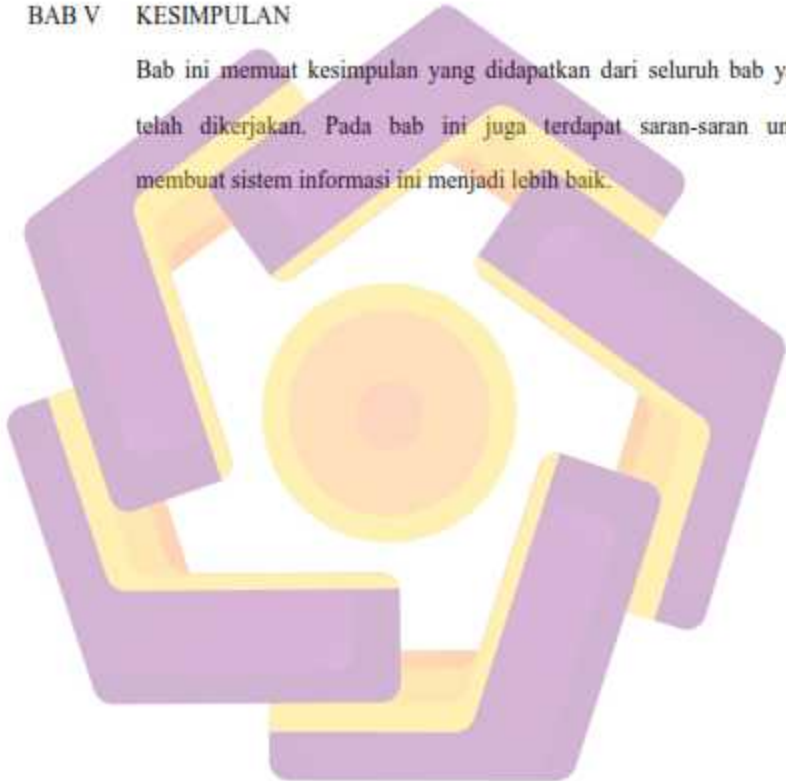 BAB V KESIMPULAN
Bab ini memuat kesimpulan yang didapatkan dari seluruh bab
telah dikerjakan. Pada bab ini juga terdapat saran-saran
membuat sistem informasi ini menjadi lebih baik.